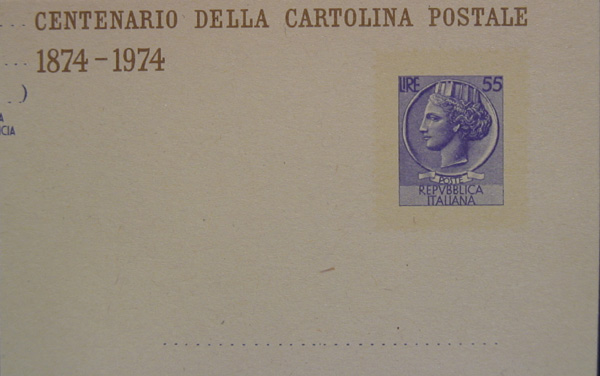 ... CENTENARIO DELLA CARTOLINA POSTALE
... 1874-1974
)
LIRE 55
POSTE
REPVBBLICA
ITALIANA